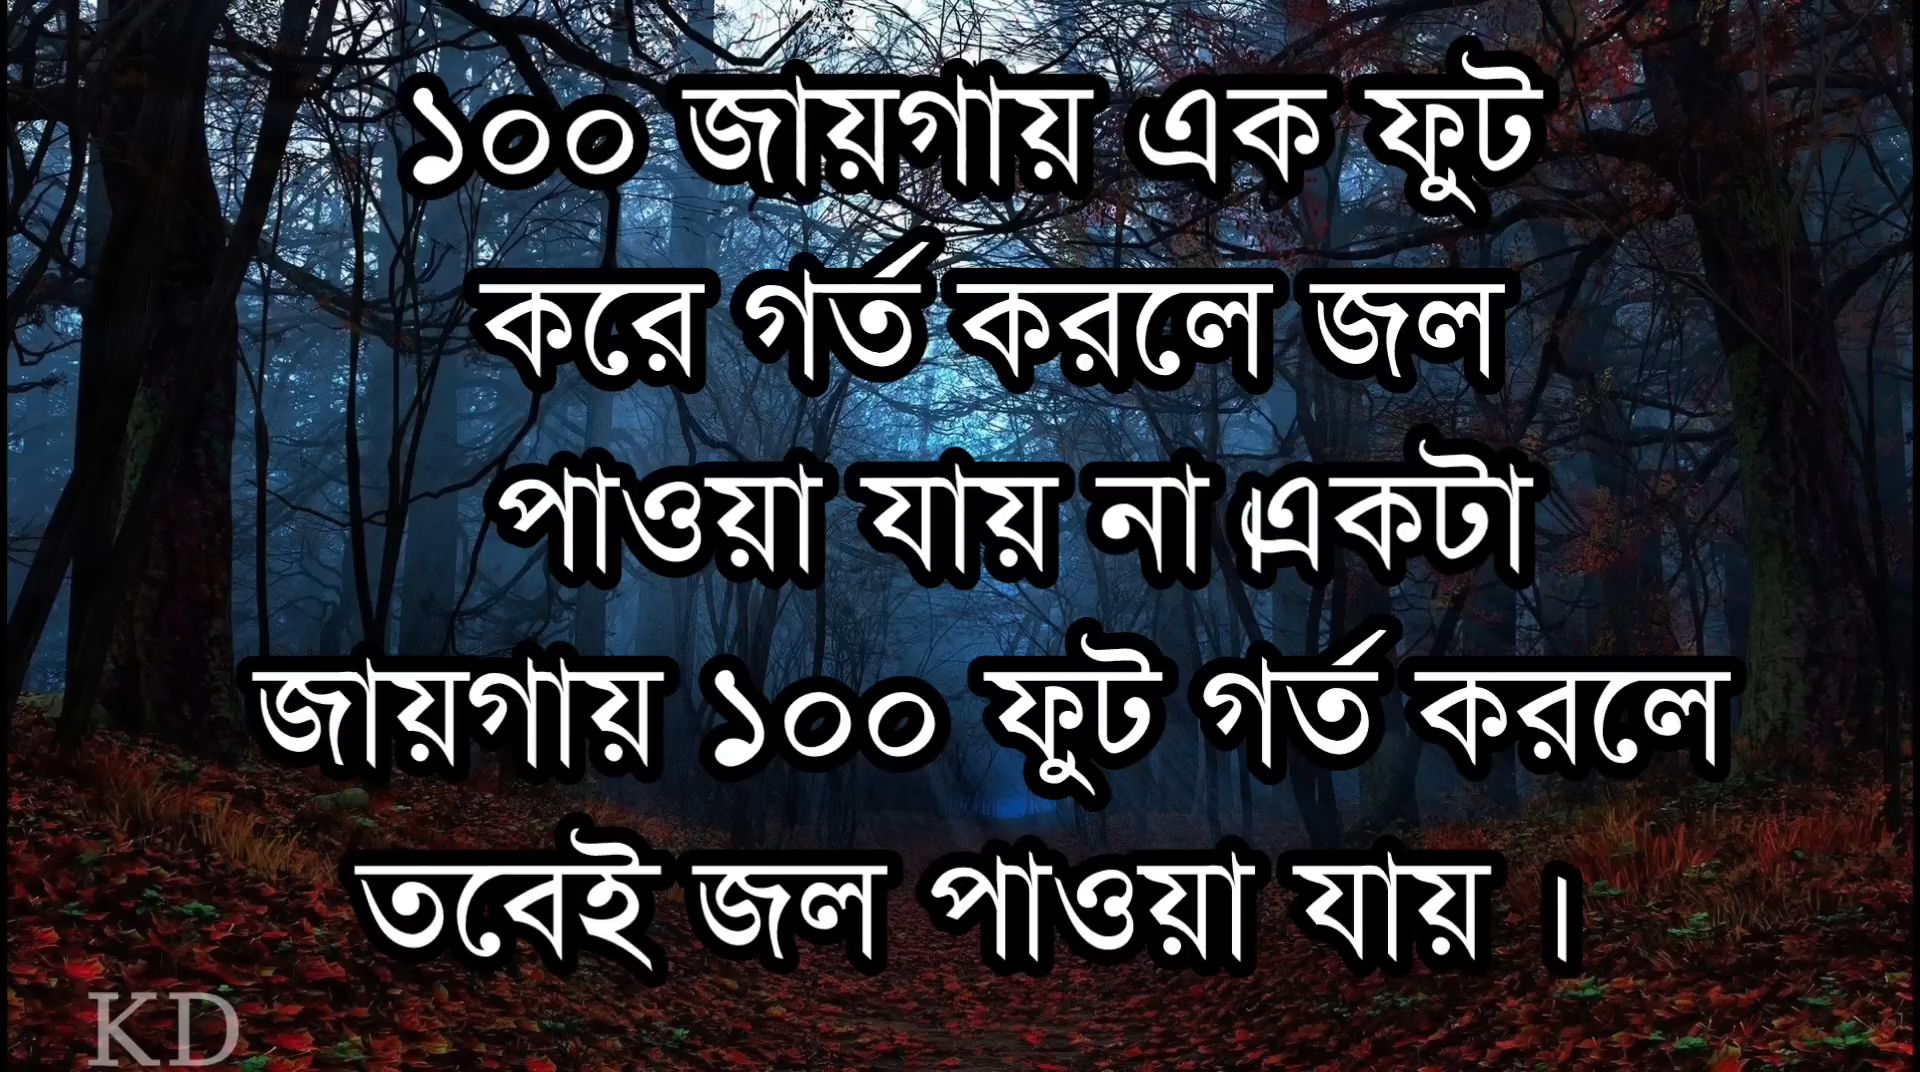 ১০০ জায়গায় এক ফুট
করে গর্ত করলে জল
পাওয়া যায় না একটা
জায়গায় ১০০ ফুট গর্ত করলে
তবেই জল পাওয়া যায় ।
KD